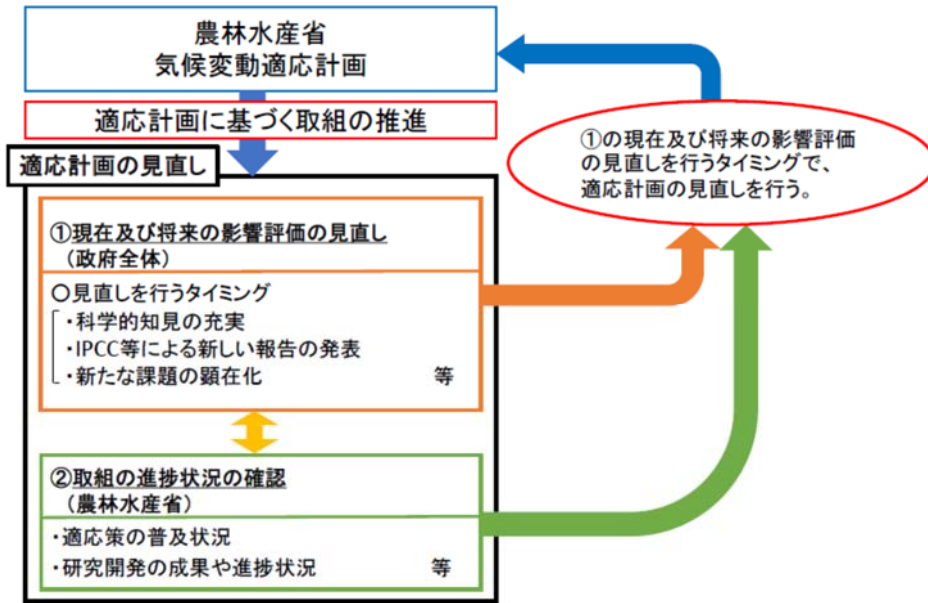 農林水産省
気候変動適応計画
適応計画に基づく取組の推進
適応計画の見直し
①現在及び将来の影響評価の見直し
（政府全体）
〇見直しを行うタイミング
・科学的知見の充実
・IPCC等による新しい報告の発表
・新たな課題の顕在化 等
②取組の進捗状況の確認
（農林水産省）
・適応策の普及状況
・研究開発の成果や進捗状況 等
①の現在及び将来の影響評価
の見直しを行うタイミングで、
適応計画の見直しを行う。